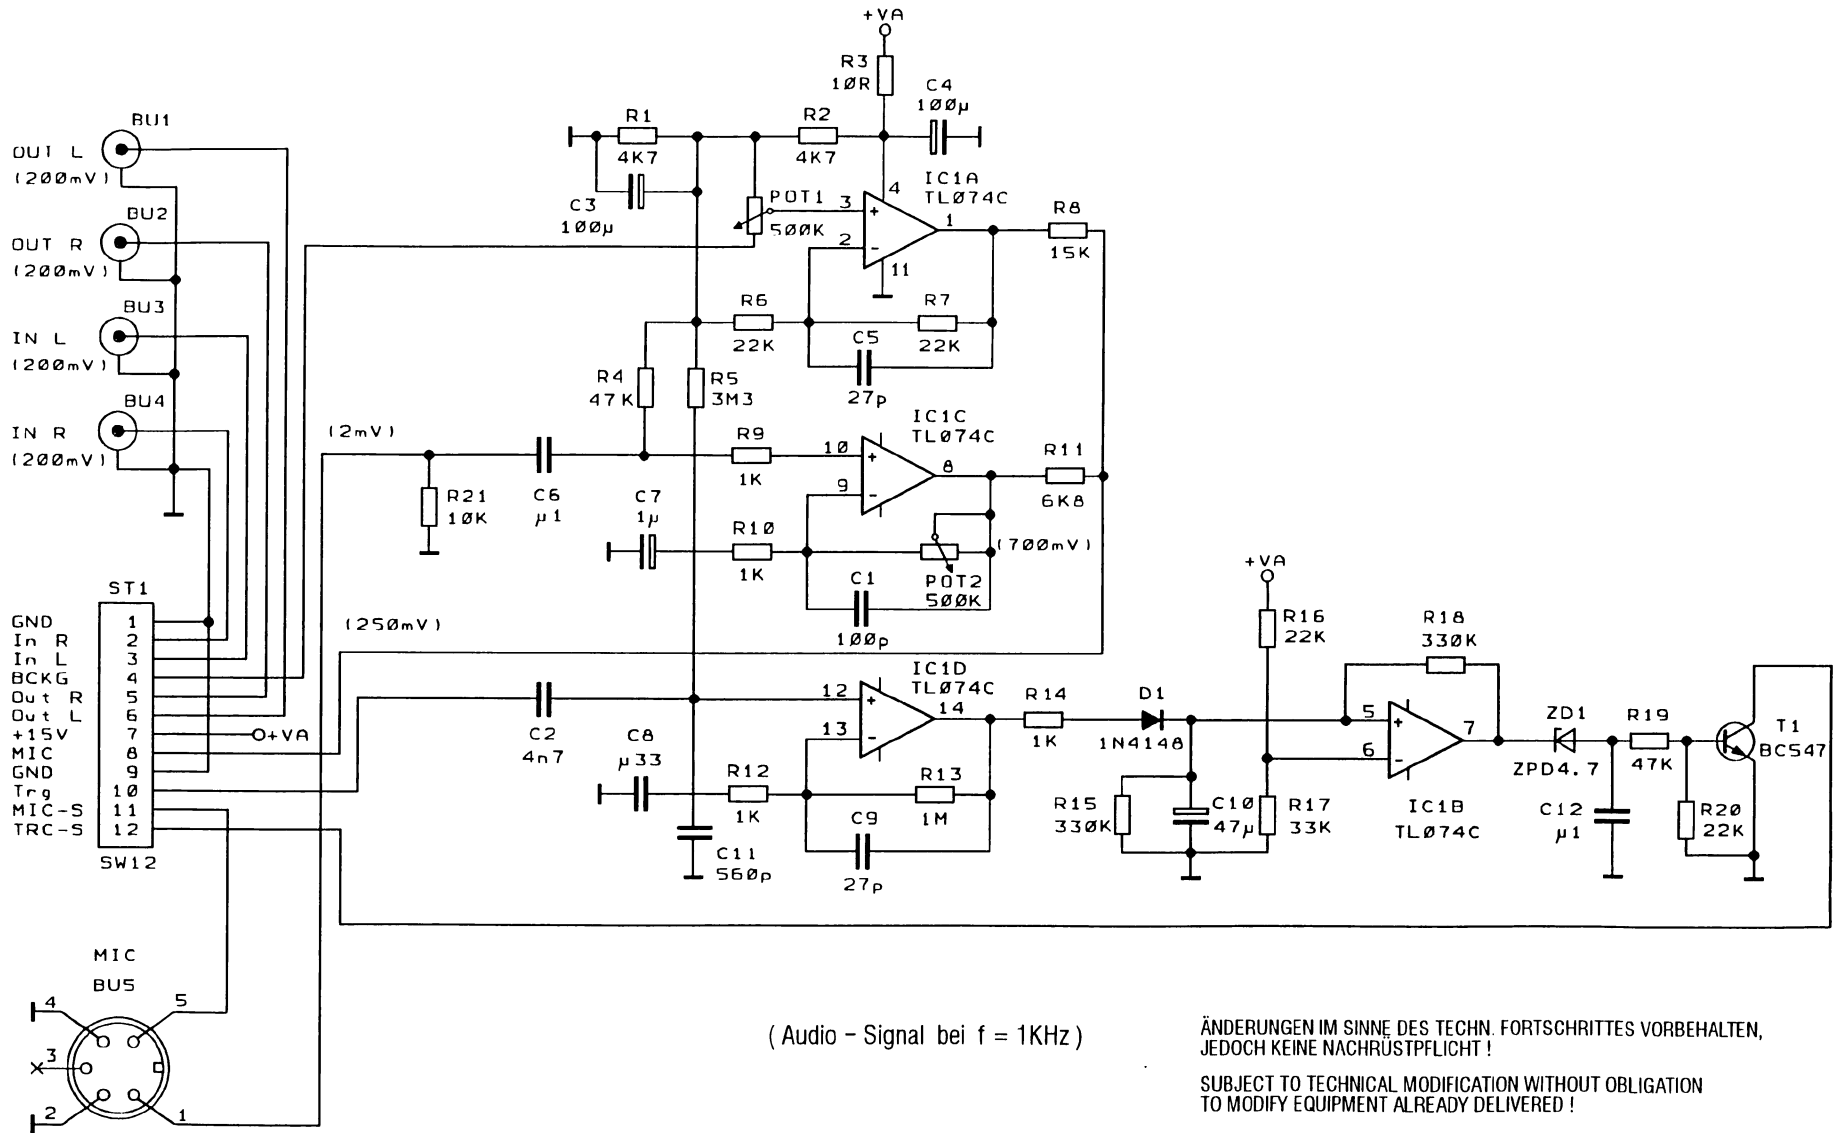 +VA
R3
10R
C4
100µ
BU1
OUT L
(200mV)
R1
4K7
R2
4K7
C3
100µ
POT1
500K
IC1A
TL074C
3
2
4
11
1
R8
15K
BU2
OUT R
(200mV)
BU3
IN L
(200mV)
R6
22K
R7
22K
C5
27p
R4
47K
R5
3M3
BU4
IN R
(200mV)
(2mV)
R21
10K
C6
µ1
R9
1K
IC1C
TL074C
10
9
8
R11
6K8
C7
1µ
R10
1K
POT2
500K
(700mV)
C1
100p
ST1
GND 1
In R 2
In L 3
BCKG 4
Out R 5
Out L 6
+15V 7
MIC 8
GND 9
Trg 10
MIC-S 11
TRC-S 12
SW12
+VA
(250mV)
C2
4n7
C8
µ33
R12
1K
IC1D
TL074C
12
13
14
R13
1M
C9
27p
C11
560p
R14
1K
D1
1N4148
R15
330K
C10
47µ
+VA
R16
22K
R17
33K
R18
330K
5
6
7
IC1B
TL074C
ZD1
ZPD4.7
C12
µ1
R19
47K
R20
22K
T1
BC547
MIC
BU5
4
5
3
2
1
( Audio – Signal bei f = 1KHz )
ÄNDERUNGEN IM SINNE DES TECHN. FORTSCHRITTES VORBEHALTEN,
JEDOCH KEINE NACHRÜSTPFLICHT !
SUBJECT TO TECHNICAL MODIFICATION WITHOUT OBLIGATION
TO MODIFY EQUIPMENT ALREADY DELIVERED !